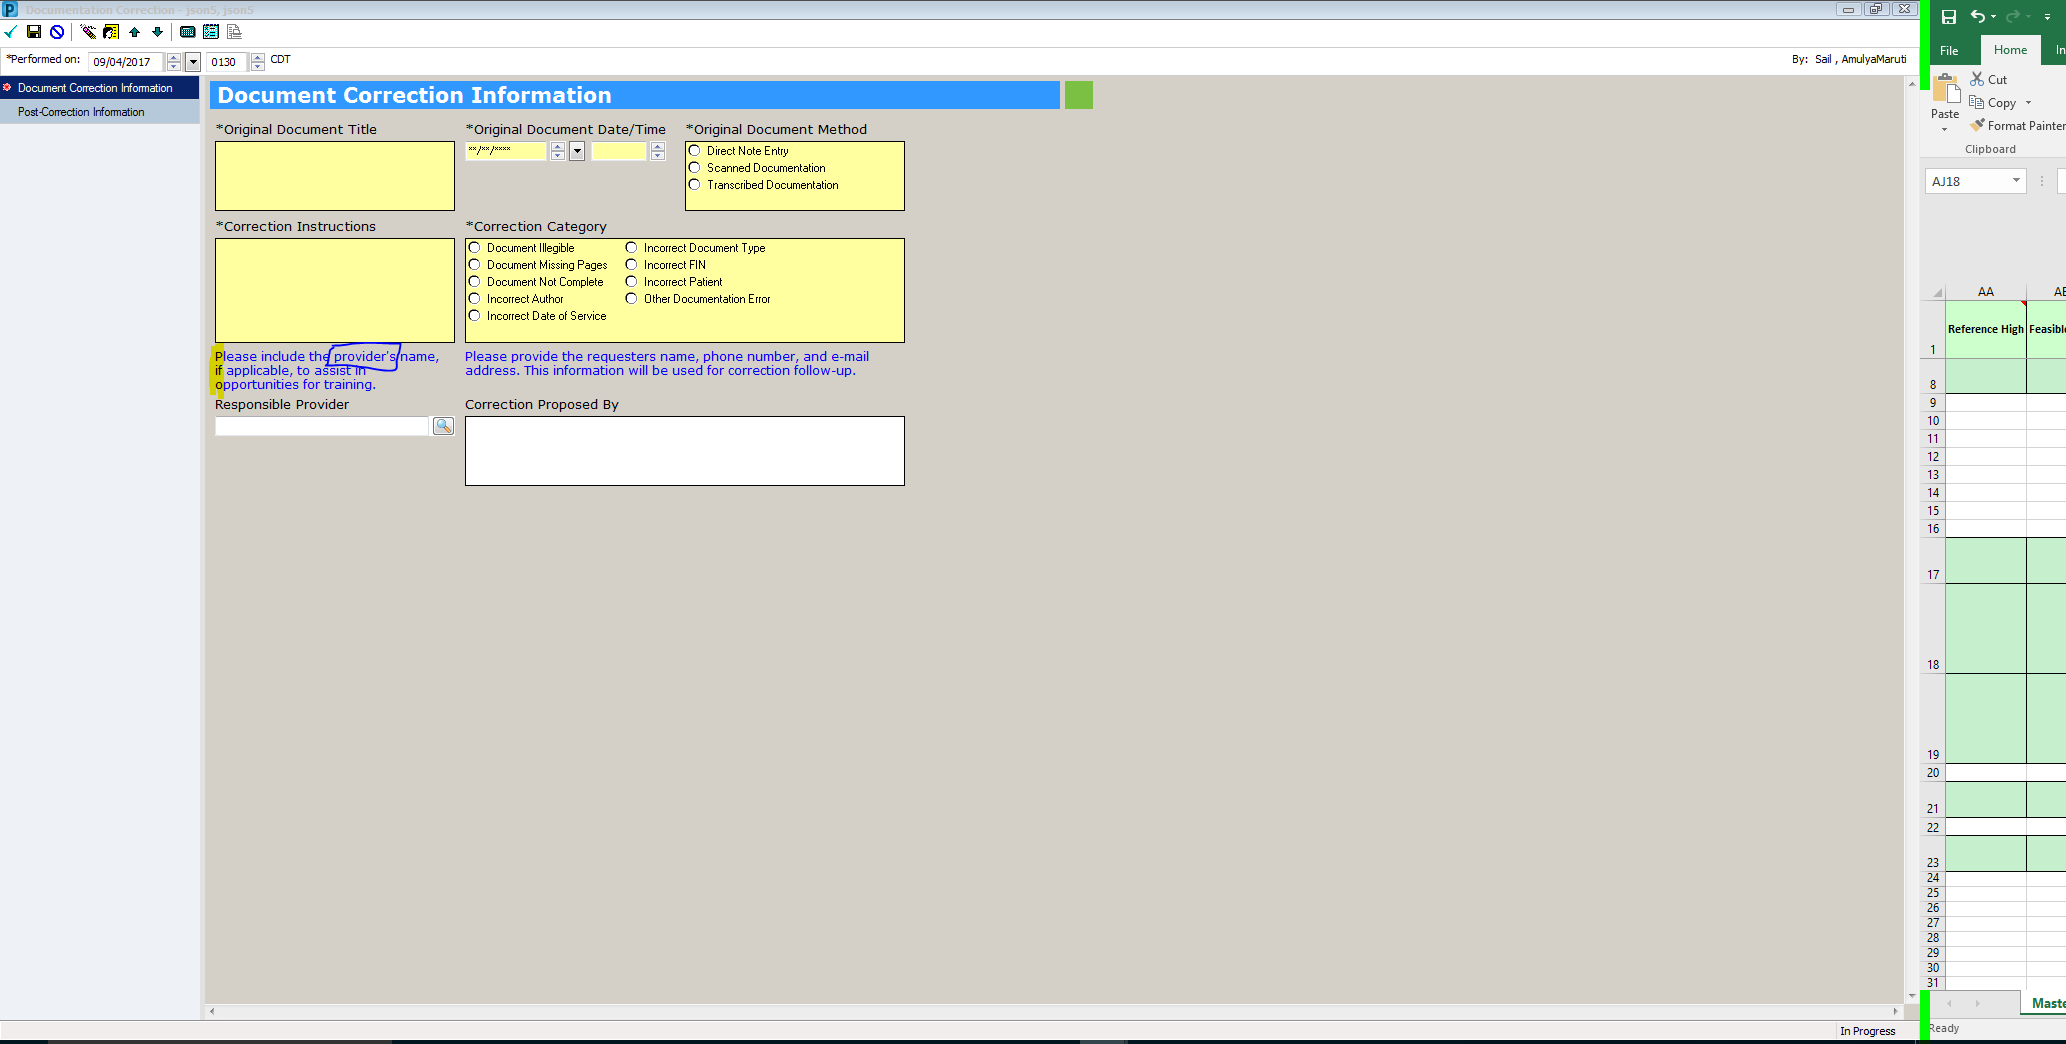 Documentation Correction - json5, json5
*Performed on: 09/04/2017 0130 CDT By: Sail , AmulyaMaruti
Document Correction Information
Post-Correction Information
Document Correction Information
*Original Document Title
*Original Document Date/Time
**/**/****
*Original Document Method
Direct Note Entry
Scanned Documentation
Transcribed Documentation
*Correction Instructions
*Correction Category
Document Illegible
Document Missing Pages
Document Not Complete
Incorrect Author
Incorrect Date of Service
Incorrect Document Type
Incorrect FIN
Incorrect Patient
Other Documentation Error
Please include the provider's name,
if applicable, to assist in
opportunities for training.
Please provide the requesters name, phone number, and e-mail
address. This information will be used for correction follow-up.
Responsible Provider
Correction Proposed By
In Progress
File
Home
In
Paste
Cut
Copy
Format Painter
Clipboard
AJ18
AA
Reference High
Feasible
1
8
9
10
11
12
13
14
15
16
17
18
19
20
21
22
23
24
25
26
27
28
29
30
31
Maste
Ready